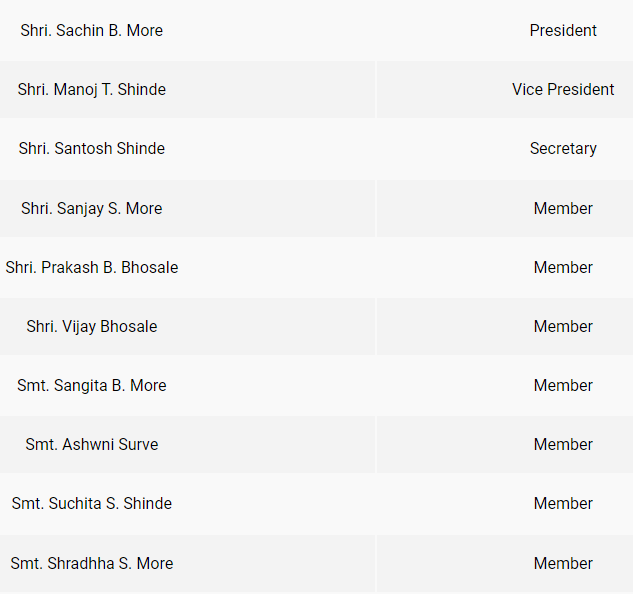 Shri. Sachin B. More President
Shri. Manoj T. Shinde Vice President
Shri. Santosh Shinde Secretary
Shri. Sanjay S. More Member
Shri. Prakash B. Bhosale Member
Shri. Vijay Bhosale Member
Smt. Sangita B. More Member
Smt. Ashwni Surve Member
Smt. Suchita S. Shinde Member
Smt. Shradhha S. More Member